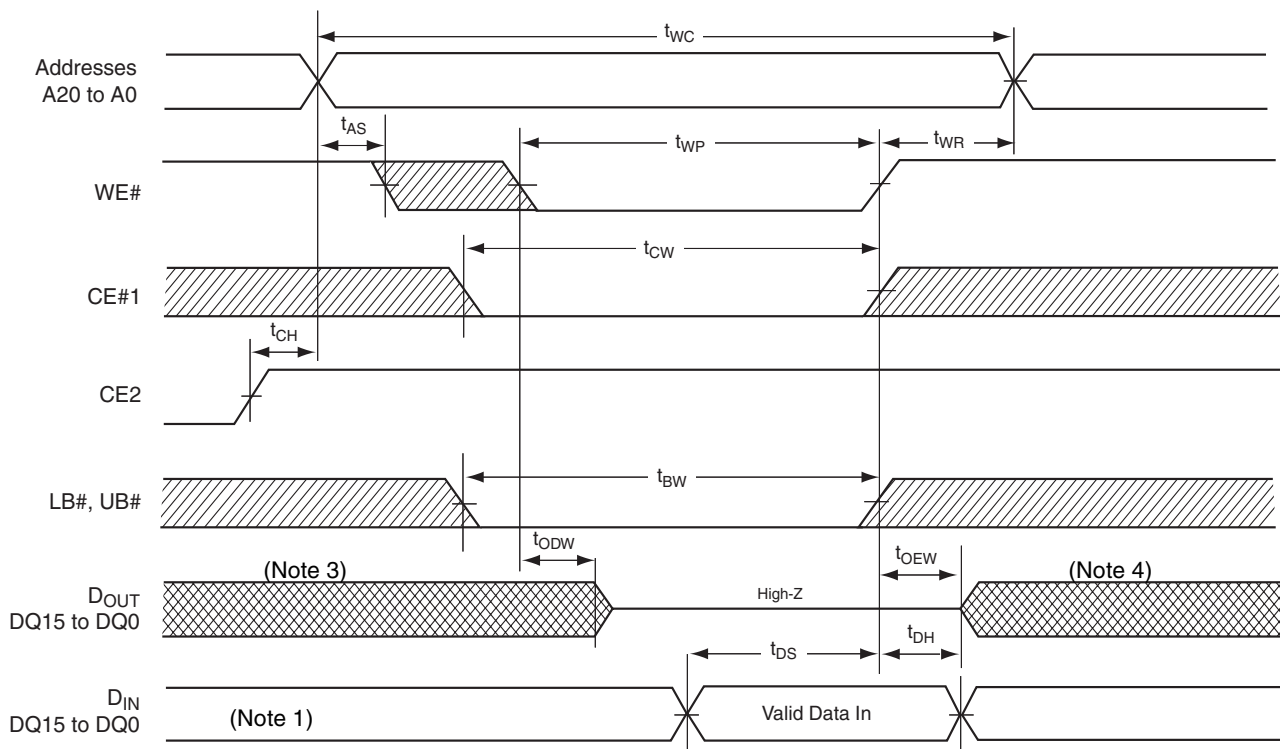 tWC
Addresses
A20 to A0
tAS
tWP
tWR
WE#
tCW
CE#1
tCH
CE2
tBW
LB#, UB#
tODW
tOEW
(Note 3)
(Note 4)
DOUT
DQ15 to DQ0
High-Z
tDS
tDH
DIN
DQ15 to DQ0
(Note 1)
Valid Data In